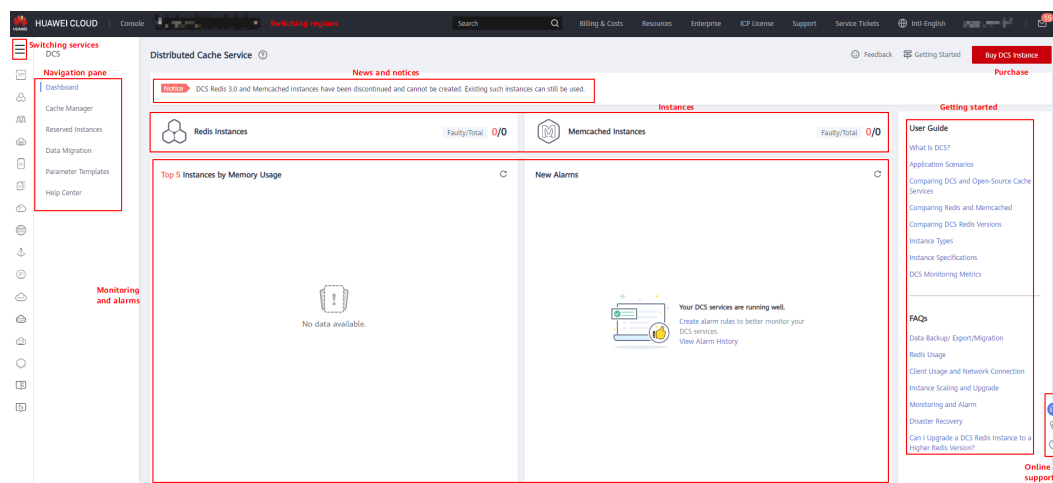 HUAWEI
HUAWEI CLOUD
Console
Switching regions
Search
Billing & Costs
Resources
Enterprise
ICP License
Support
Service Tickets
Intl-English
15
Switching services
DCS
Distributed Cache Service
Feedback
Getting Started
Buy DCS Instance
Navigation pane
News and notices
Purchase
Dashboard
Notice
DCS Redis 3.0 and Memcached instances have been discontinued and cannot be created. Existing such instances can still be used.
Cache Manager
Reserved Instances
Data Migration
Parameter Templates
Help Center
Instances
Getting started
Redis Instances
Faulty/Total 0/0
Memcached Instances
Faulty/Total 0/0
Top 5 Instances by Memory Usage
New Alarms
Monitoring
and alarms
No data available.
Your DCS services are running well.
Create alarm rules to better monitor your
DCS services.
View Alarm History
User Guide
What Is DCS?
Application Scenarios
Comparing DCS and Open-Source Cache
Services
Comparing Redis and Memcached
Comparing DCS Redis Versions
Instance Types
Instance Specifications
DCS Monitoring Metrics
FAQs
Data Backup/ Export/Migration
Redis Usage
Client Usage and Network Connection
Instance Scaling and Upgrade
Monitoring and Alarm
Disaster Recovery
Can I Upgrade a DCS Redis Instance to a
Higher Redis Version?
Online
support